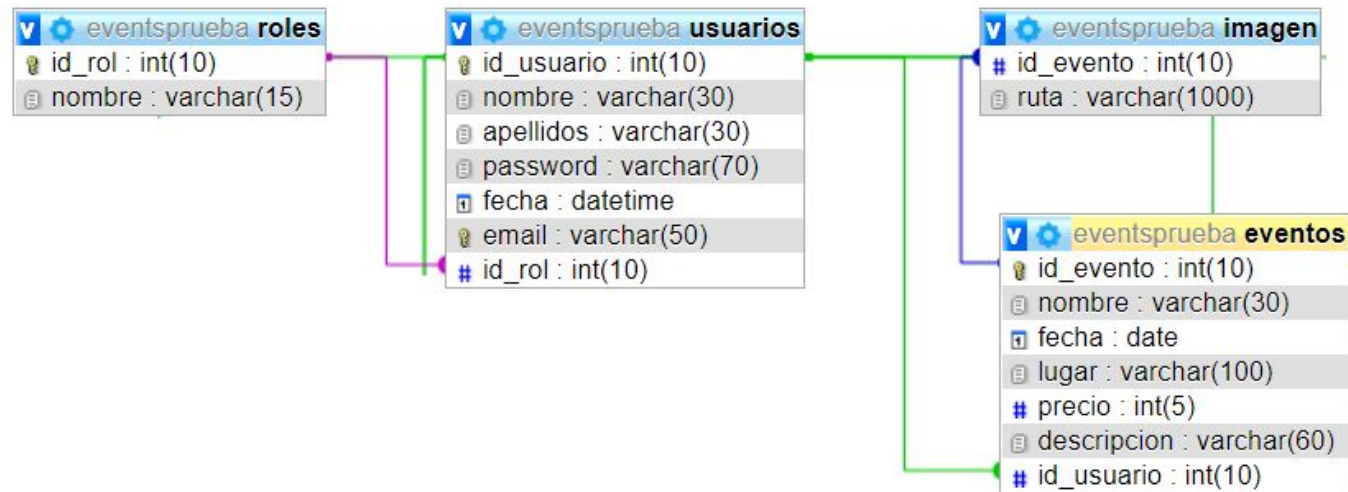 eventsprueba roles
id_rol : int(10)
nombre : varchar(15)
eventsprueba usuarios
id_usuario : int(10)
nombre : varchar(30)
apellidos : varchar(30)
password : varchar(70)
fecha : datetime
email : varchar(50)
id_rol : int(10)
eventsprueba imagen
id_evento : int(10)
ruta : varchar(1000)
eventsprueba eventos
id_evento : int(10)
nombre : varchar(30)
fecha : date
lugar : varchar(100)
precio : int(5)
descripcion : varchar(60)
id_usuario : int(10)